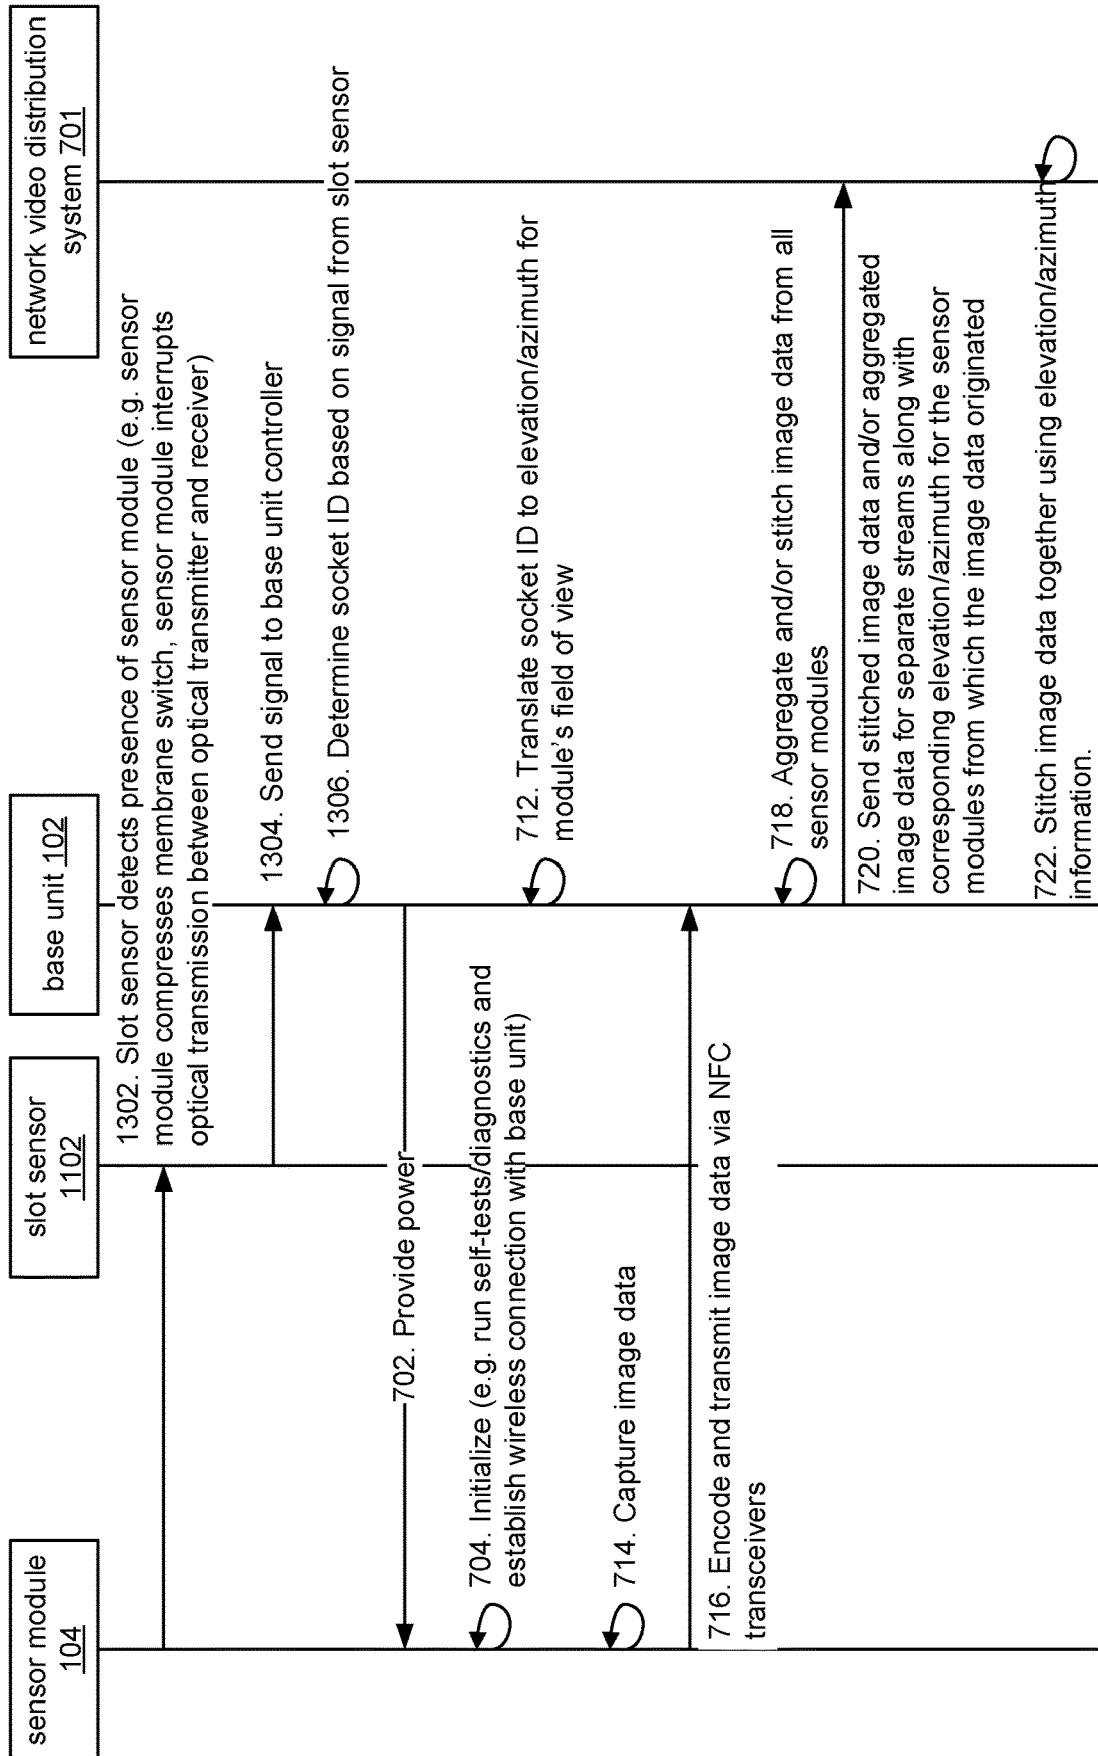 sensor module
104
slot sensor
1102
base unit 102
network video distribution
system 701
1302. Slot sensor detects presence of sensor module (e.g. sensor
module compresses membrane switch, sensor module interrupts
optical transmission between optical transmitter and receiver)
1304. Send signal to base unit controller
1306. Determine socket ID based on signal from slot sensor
702. Provide power
704. Initialize (e.g. run self-tests/diagnostics and
establish wireless connection with base unit)
712. Translate socket ID to elevation/azimuth for
module's field of view
714. Capture image data
716. Encode and transmit image data via NFC
transceivers
718. Aggregate and/or stitch image data from all
sensor modules
720. Send stitched image data and/or aggregated
image data for separate streams along with
corresponding elevation/azimuth for the sensor
modules from which the image data originated
722. Stitch image data together using elevation/azimuth
information.